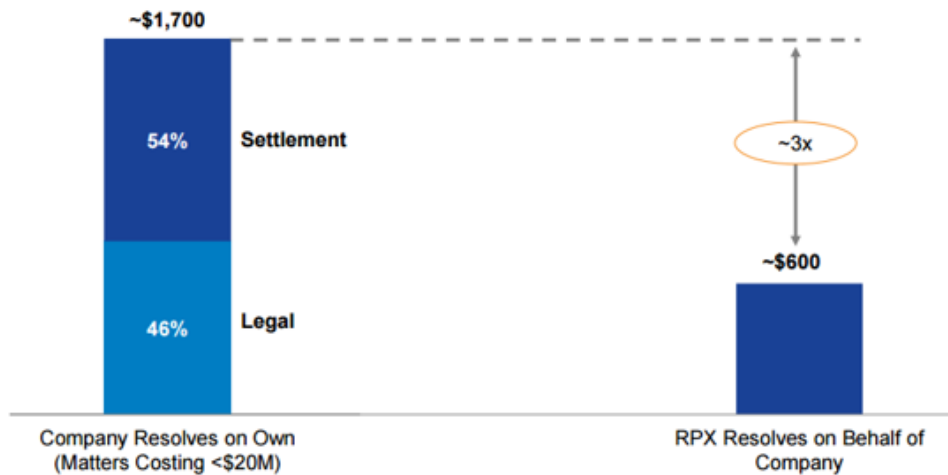 ~$1,700
54%
Settlement
~3x
~$600
46%
Legal
Company Resolves on Own
(Matters Costing <$20M)
RPX Resolves on Behalf of
Company